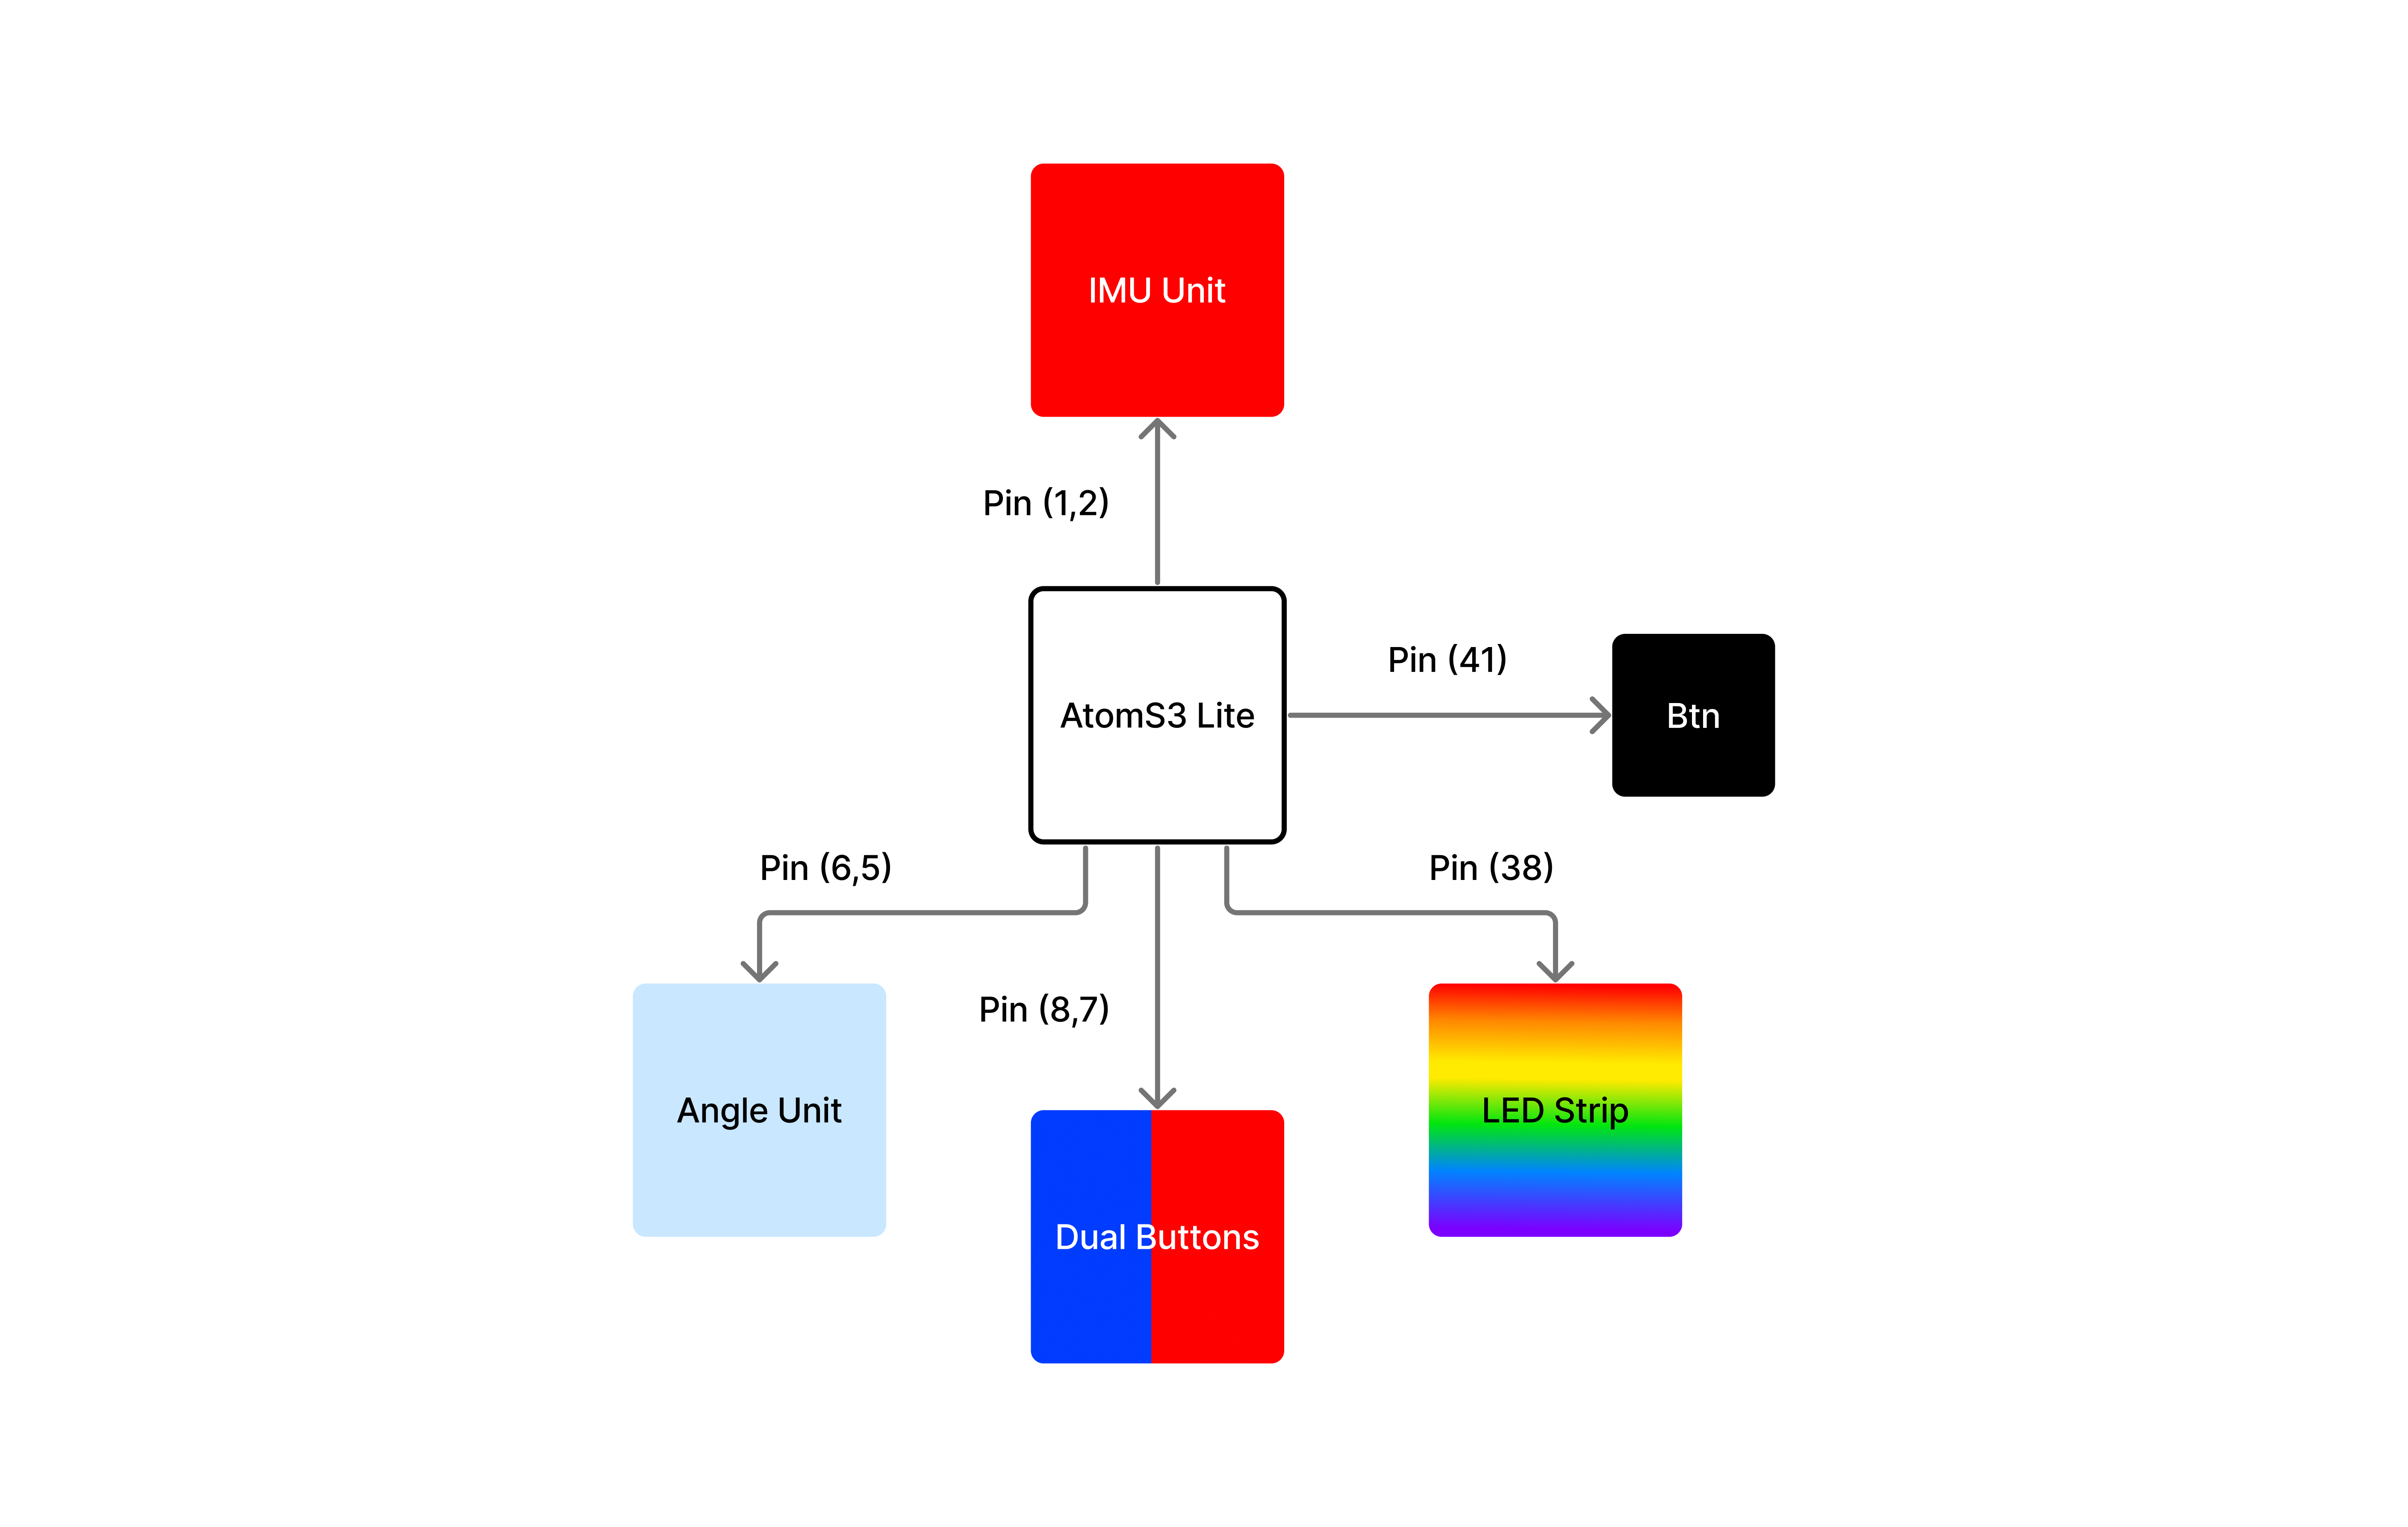 IMU Unit
Pin (1,2)
AtomS3 Lite
Pin (41)
Btn
Pin (6,5)
Pin (38)
Pin (8,7)
Angle Unit
LED Strip
Dual Buttons